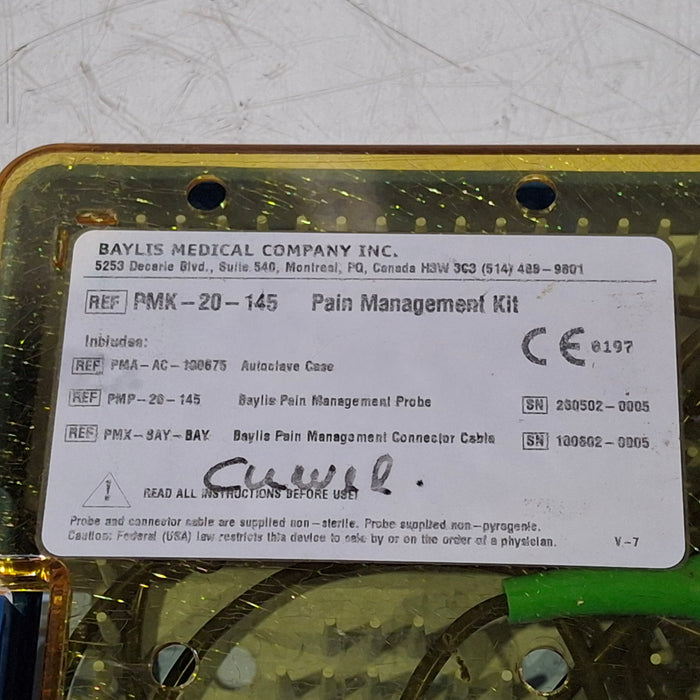 BAYLIS MEDICAL COMPANY INC.
5253 Decarie Blvd., Suite 540, Montreal, PQ, Canada H3W 3C3 (514) 488-9801
REF PMK-20-145 Pain Management Kit
Includes:
CE 0197
REF PMA-AC-100675 Autoclave Case
REF PMP-20-145 Baylis Pain Management Probe SN 260502-0005
REF PMX-BAY-BAY Baylis Pain Management Connector Cable SN 100602-0005
READ ALL INSTRUCTIONS BEFORE USE!
Probe and connector cable are supplied non-sterile. Probe supplied non-pyrogenic.
Caution: Federal (USA) law restricts this device to sale by or on the order of a physician. V-7